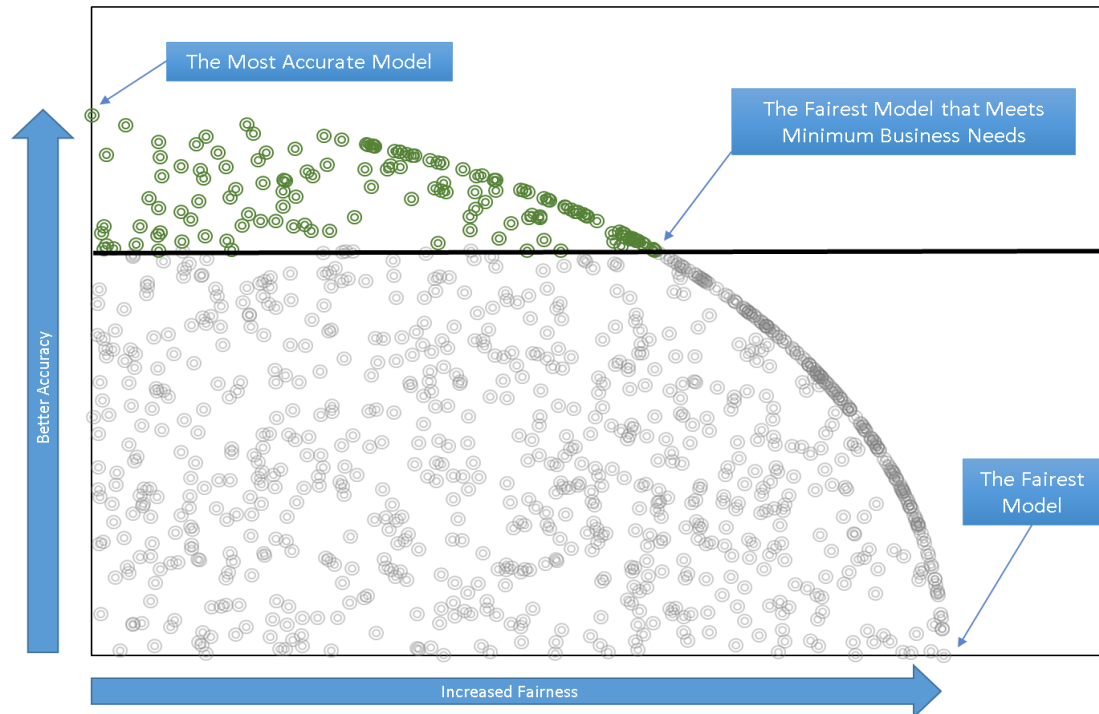 The Most Accurate Model
The Fairest Model that Meets
Minimum Business Needs
Better Accuracy
The Fairest
Model
Increased Fairness